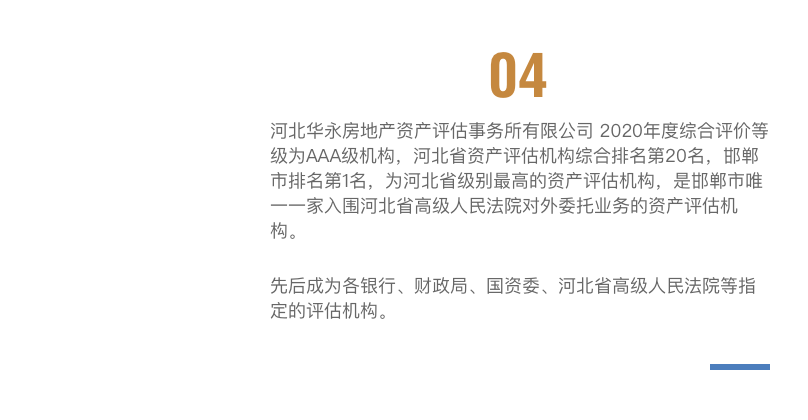 04
河北华永房地产资产评估事务所有限公司 2020年度综合评价等
级为AAA级机构，河北省资产评估机构综合排名第20名，邯郸
市排名第1名，为河北省级别最高的资产评估机构，是邯郸市唯
一一家入围河北省高级人民法院对外委托业务的资产评估机
构。
先后成为各银行、财政局、国资委、河北省高级人民法院等指
定的评估机构。